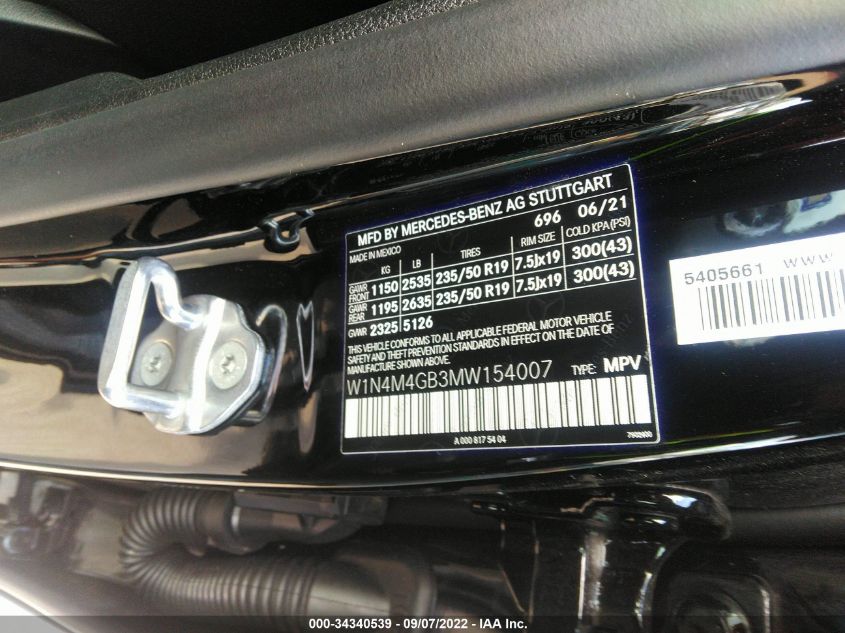 MFD BY MERCEDES-BENZ AG STUTTGART
MADE IN MEXICO 696 06/21
KG LB TIRES RIM SIZE COLD KPA(PSI)
GAWR FRONT 1150 2535 235/50 R19 7.5Jx19 300(43)
GAWR REAR 1195 2635 235/50 R19 7.5Jx19 300(43)
GVWR 2325 5126
THIS VEHICLE CONFORMS TO ALL APPLICABLE FEDERAL MOTOR VEHICLE
SAFETY AND THEFT PREVENTION STANDARDS IN EFFECT ON THE DATE OF
MANUFACTURE SHOWN ABOVE.
W1N4M4GB3MW154007 TYPE: MPV
A 000 817 54 04
5405661 www
000-34340539 - 09/07/2022 - IAA Inc.